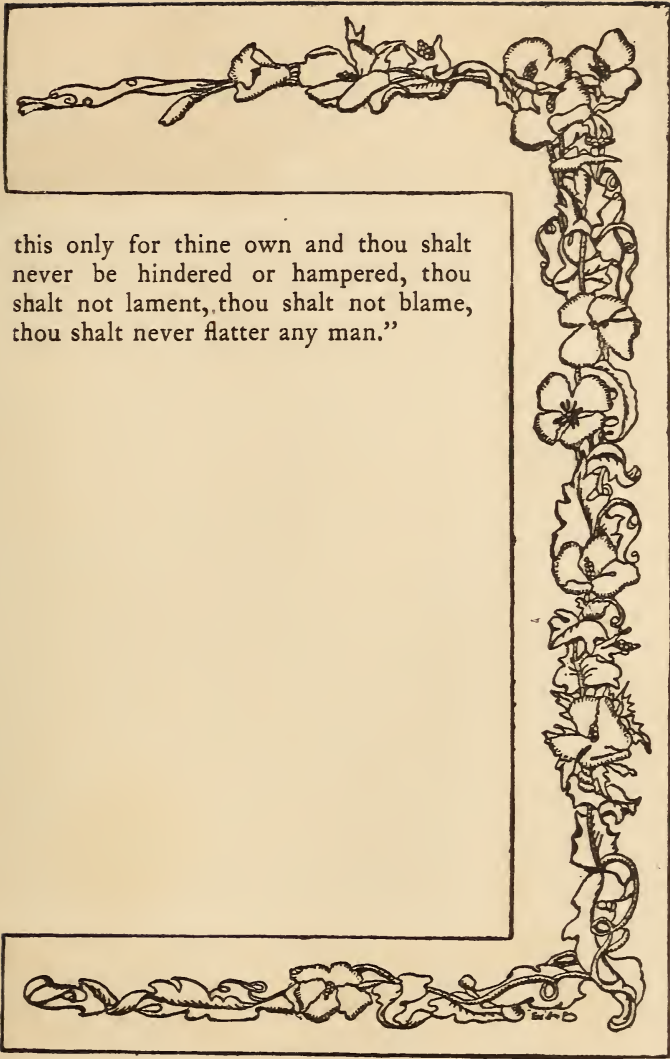 this only for thine own and thou shalt
never be hindered or hampered, thou
shalt not lament, thou shalt not blame,
thou shalt never flatter any man.”